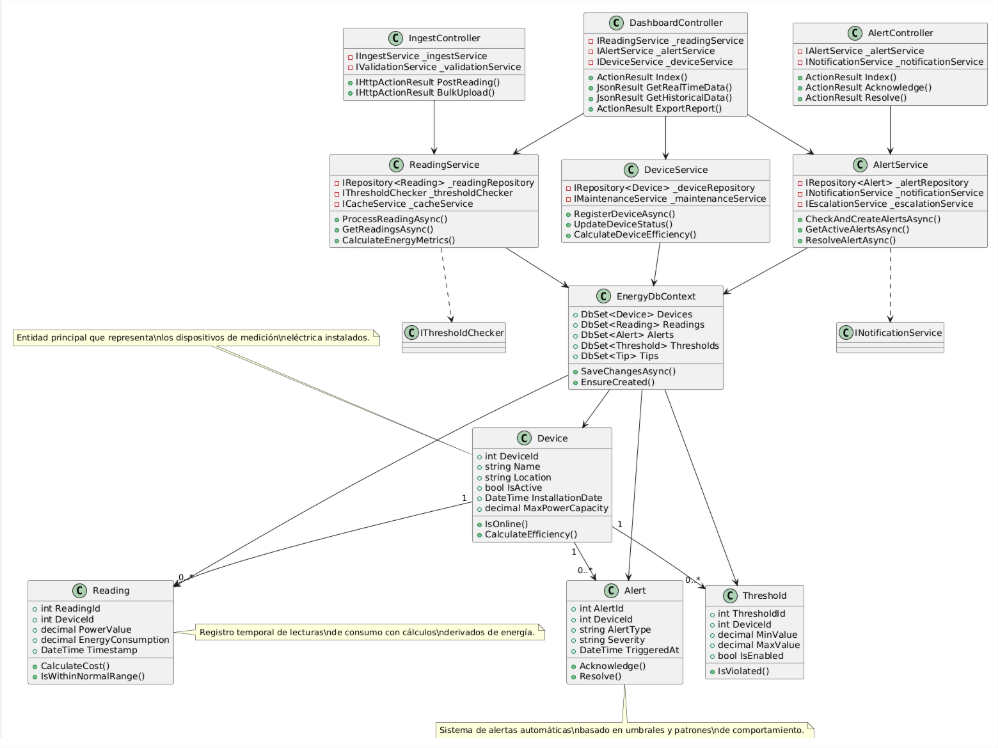 C IngestController
IIngestService _ingestService
IValidationService _validationService
IHttpActionResult PostReading()
IHttpActionResult BulkUpload()
C DashboardController
IReadingService _readingService
IAlertService _alertService
IDeviceService _deviceService
ActionResult Index()
JsonResult GetRealTimeData()
JsonResult GetHistoricalData()
ActionResult ExportReport()
C AlertController
IAlertService _alertService
INotificationService _notificationService
ActionResult Index()
ActionResult Acknowledge()
ActionResult Resolve()
C ReadingService
IRepository<Reading> _readingRepository
IThresholdChecker _thresholdChecker
ICacheService _cacheService
ProcessReadingAsync()
GetReadingsAsync()
CalculateEnergyMetrics()
C DeviceService
IRepository<Device> _deviceRepository
IMaintenanceService _maintenanceService
RegisterDeviceAsync()
UpdateDeviceStatus()
CalculateDeviceEfficiency()
C AlertService
IRepository<Alert> _alertRepository
INotificationService _notificationService
IEscalationService _escalationService
CheckAndCreateAlertsAsync()
GetActiveAlertsAsync()
ResolveAlertAsync()
C IThresholdChecker
C EnergyDbContext
DbSet<Device> Devices
DbSet<Reading> Readings
DbSet<Alert> Alerts
DbSet<Threshold> Thresholds
DbSet<Tip> Tips
SaveChangesAsync()
EnsureCreated()
C INotificationService
Entidad principal que representa\nlos dispositivos de medición\neléctrica instalados.
C Device
int DeviceId
string Name
string Location
bool IsActive
DateTime InstallationDate
decimal MaxPowerCapacity
IsOnline()
CalculateEfficiency()
1
1
1
0..*
0..*
0..*
C Reading
int ReadingId
int DeviceId
decimal PowerValue
decimal EnergyConsumption
DateTime Timestamp
CalculateCost()
IsWithinNormalRange()
Registro temporal de lecturas\nde consumo con cálculos\nderivados de energía.
C Alert
int AlertId
int DeviceId
string AlertType
string Severity
DateTime TriggeredAt
Acknowledge()
Resolve()
C Threshold
int ThresholdId
int DeviceId
decimal MinValue
decimal MaxValue
bool IsEnabled
IsViolated()
Sistema de alertas automáticas\nbasado en umbrales y patrones\nde comportamiento.